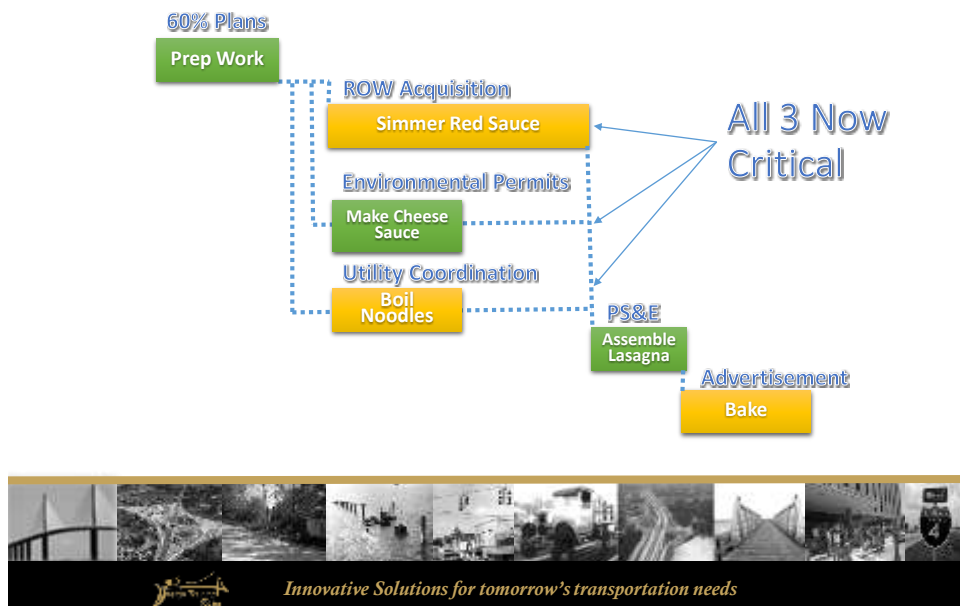 60% Plans
Prep Work
ROW Acquisition
Simmer Red Sauce
All 3 Now
Critical
Environmental Permits
Make Cheese
Sauce
Utility Coordination
Boil
Noodles
PS&E
Assemble
Lasagna
Advertisement
Bake
4
Innovative Solutions for tomorrow's transportation needs